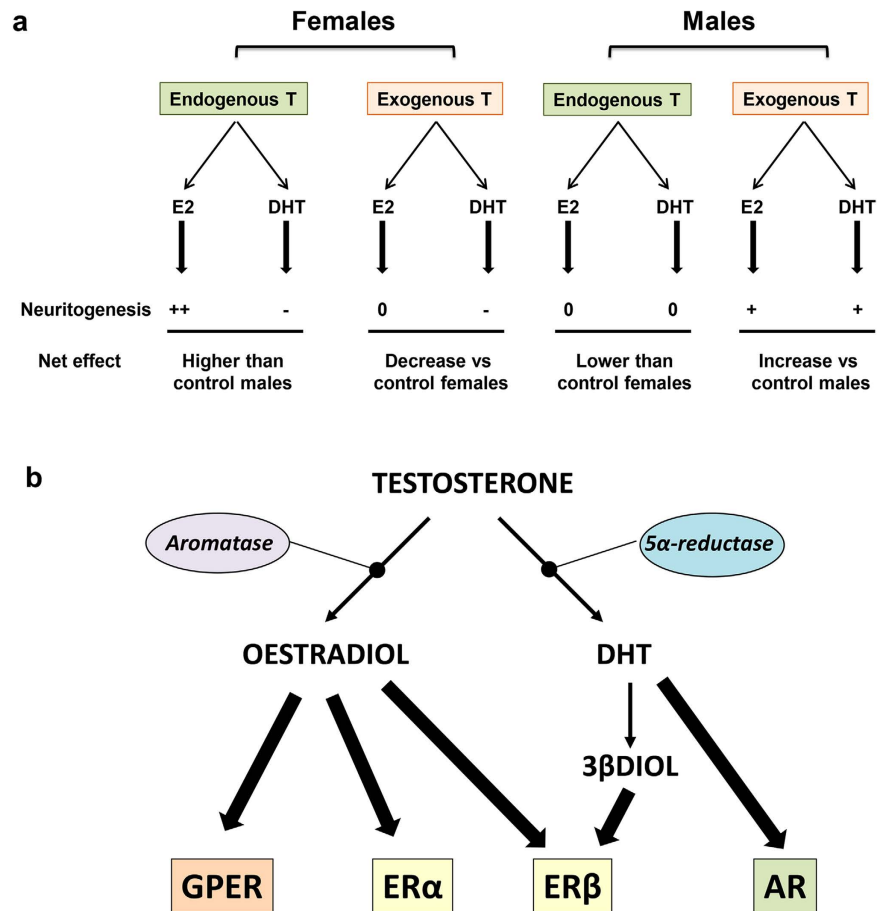 a
Females Males
Endogenous T Exogenous T Endogenous T Exogenous T
E2 DHT E2 DHT E2 DHT E2 DHT
Neuritogenesis ++ - 0 - 0 0 + +
Net effect Higher than Decrease vs Lower than Increase vs
control males control females control females control males
b
TESTOSTERONE
Aromatase 5α-reductase
OESTRADIOL DHT
3βDIOL
GPER ERα ERβ AR